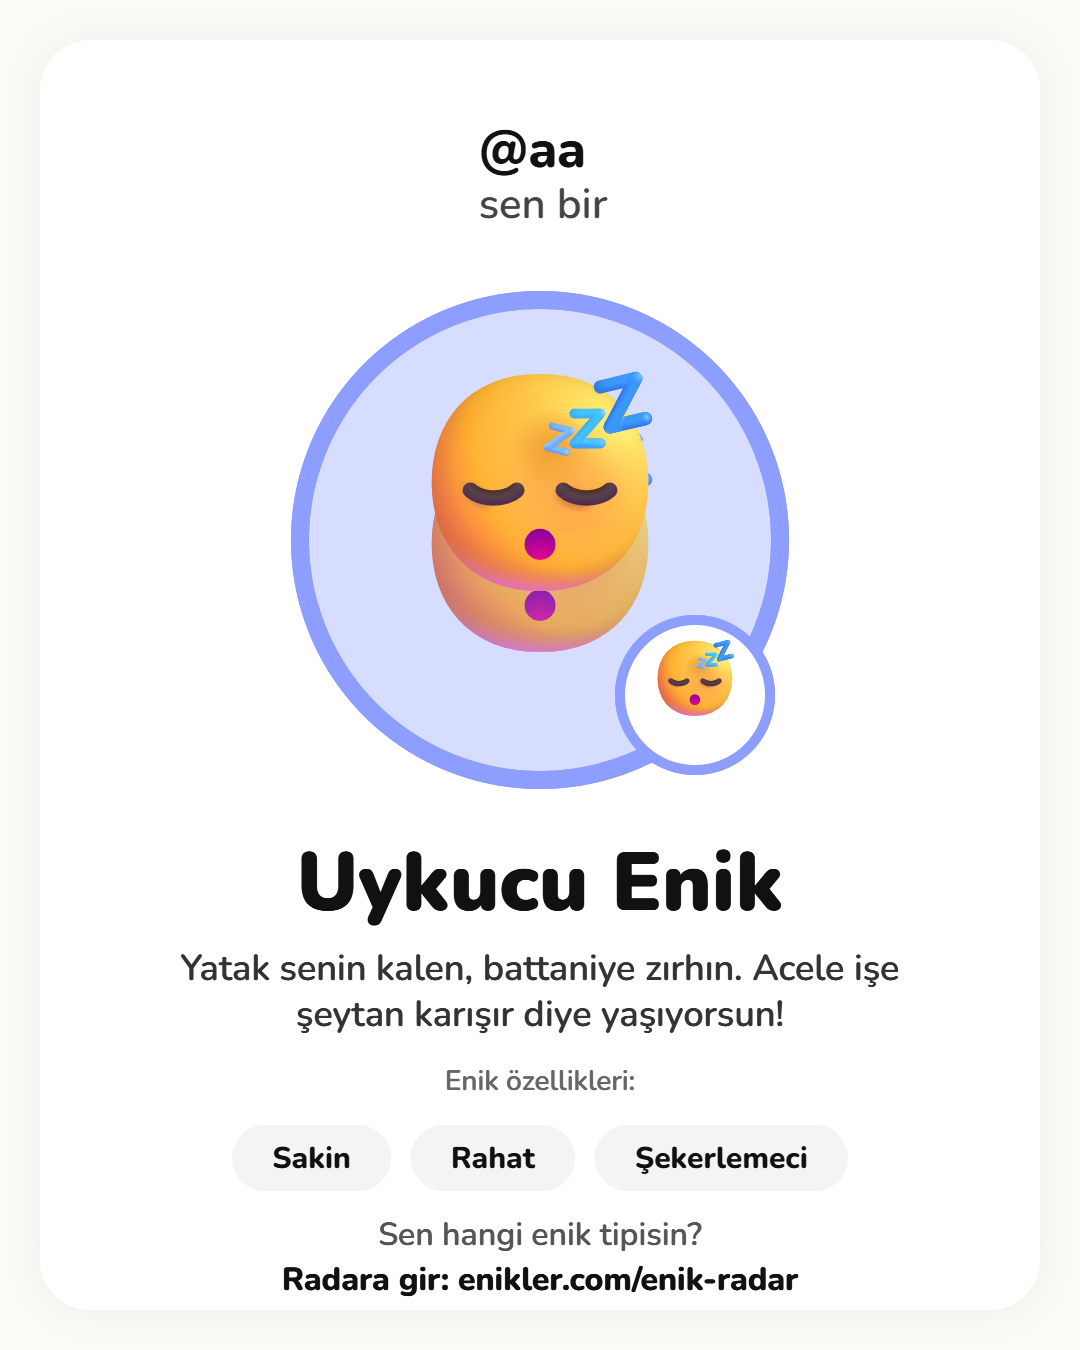 @aa
sen bir
Uykucu Enik
Yatak senin kalen, battaniye zırhın. Acele işe
şeytan karışır diye yaşıyorsun!
Enik özellikleri:
Sakin Rahat Şekerlemeci
Sen hangi enik tipisin?
Radara gir: enikler.com/enik-radar